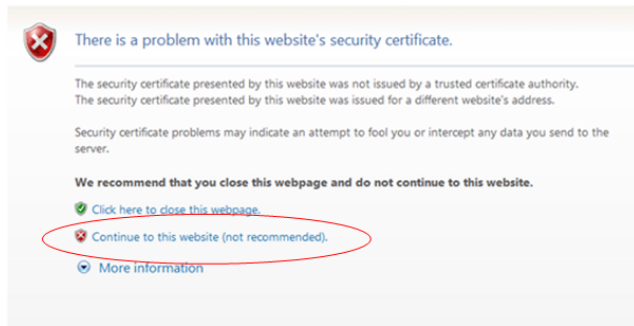 There is a problem with this website's security certificate.
The security certificate presented by this website was not issued by a trusted certificate authority.
The security certificate presented by this website was issued for a different website's address.
Security certificate problems may indicate an attempt to fool you or intercept any data you send to the
server.
We recommend that you close this webpage and do not continue to this website.
Click here to close this webpage.
Continue to this website (not recommended).
More information